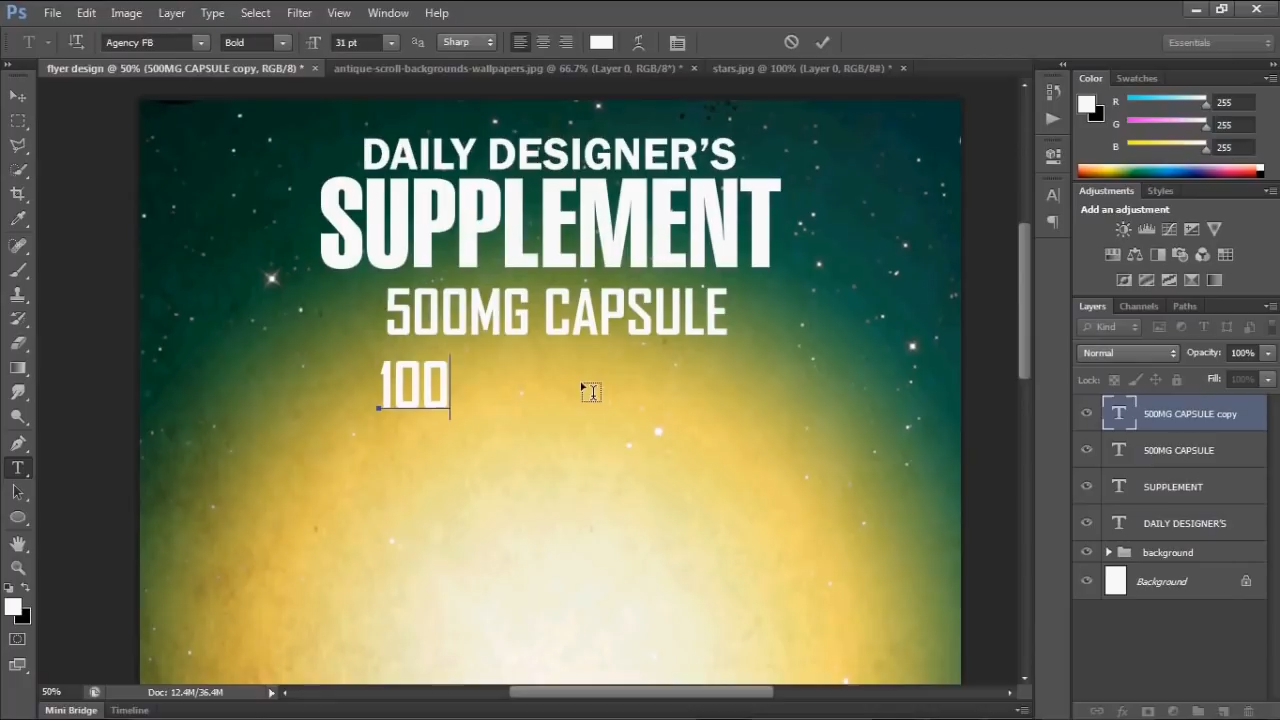 Ps File Edit Image Layer Type Select Filter View Window Help
T Agency FB Bold 31 pt aa Sharp Essentials
flyer design @ 50% (500MG CAPSULE copy, RGB/8) * × antique-scroll-backgrounds-wallpapers.jpg @ 66.7% (Layer 0, RGB/8*) * × stars.jpg @ 100% (Layer 0, RGB/8#) * ×
Color Swatches
R 255
G 255
B 255
Adjustments Styles
Add an adjustment
DAILY DESIGNER’S
SUPPLEMENT
500MG CAPSULE
100
Layers Channels Paths
Kind
Normal Opacity: 100%
Lock: Fill: 100%
T 500MG CAPSULE copy
T 500MG CAPSULE
T SUPPLEMENT
T DAILY DESIGNER'S
background
Background
50% Doc: 12.4M/36.4M
Mini Bridge Timeline